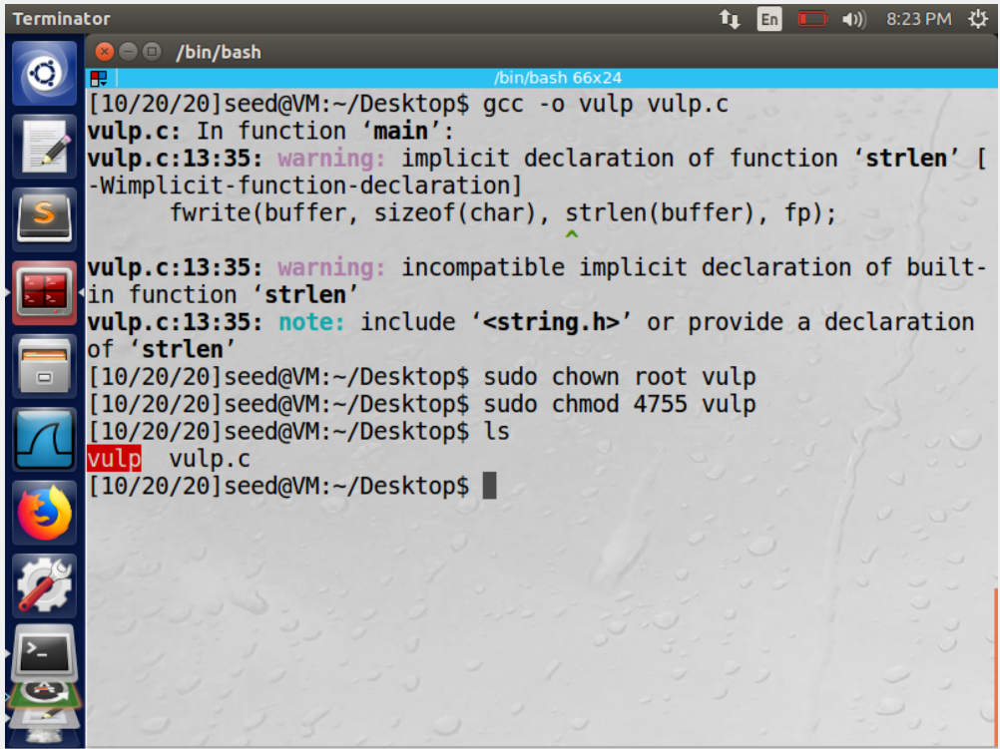 Terminator
En
8:23 PM
/bin/bash
/bin/bash 66x24
[10/20/20]seed@VM:~/Desktop$ gcc -o vulp vulp.c
vulp.c: In function ‘main’:
vulp.c:13:35: warning: implicit declaration of function ‘strlen’ [
-Wimplicit-function-declaration]
fwrite(buffer, sizeof(char), strlen(buffer), fp);
^
vulp.c:13:35: warning: incompatible implicit declaration of built-
in function ‘strlen’
vulp.c:13:35: note: include ‘<string.h>’ or provide a declaration
of ‘strlen’
[10/20/20]seed@VM:~/Desktop$ sudo chown root vulp
[10/20/20]seed@VM:~/Desktop$ sudo chmod 4755 vulp
[10/20/20]seed@VM:~/Desktop$ ls
vulp  vulp.c
[10/20/20]seed@VM:~/Desktop$